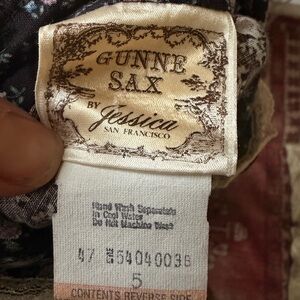 GUNNE
SAX
BY Jessica
SAN FRANCISCO
Hand Wash Separately
In Cool Water
Do Not Machine Wash
47 64040036
5
CONTENTS REVERSE SIDE